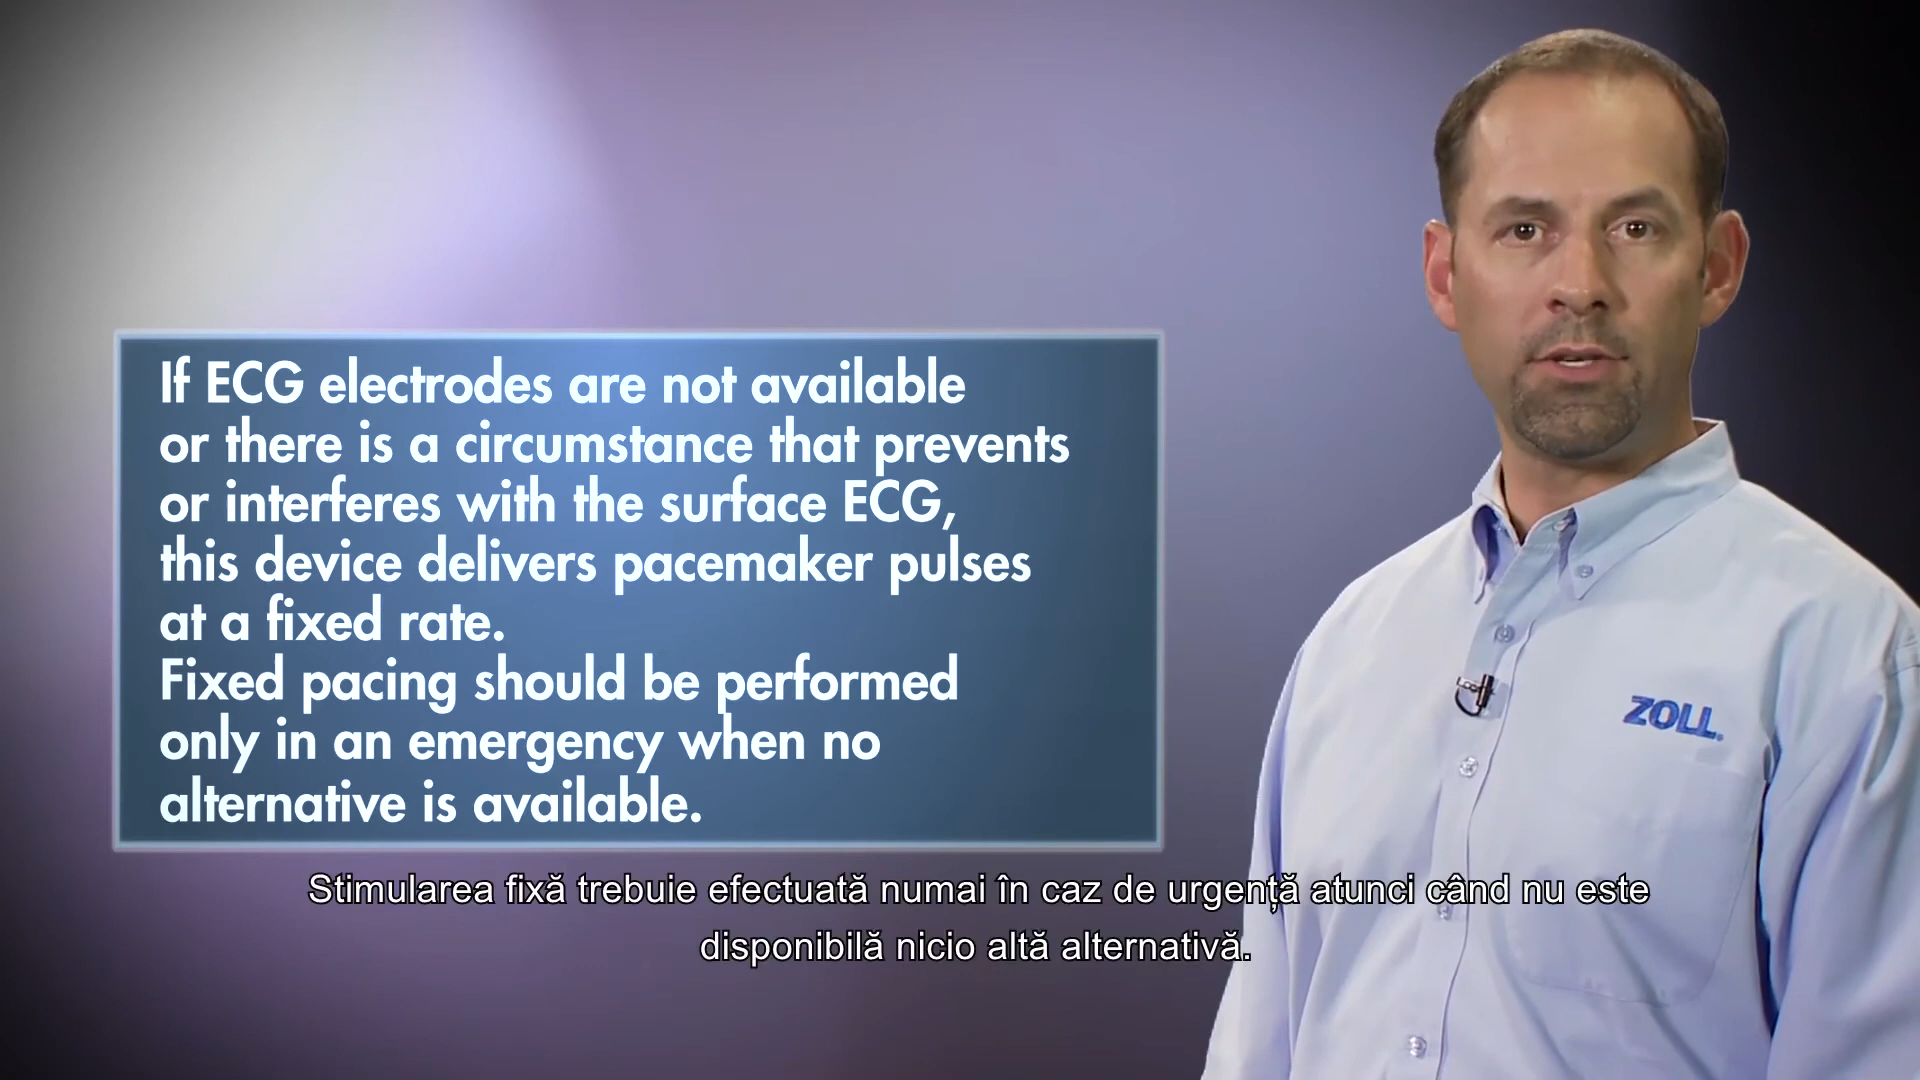 If ECG electrodes are not available
or there is a circumstance that prevents
or interferes with the surface ECG,
this device delivers pacemaker pulses
at a fixed rate.
Fixed pacing should be performed
only in an emergency when no
alternative is available.
ZOLL.
Stimularea fixă trebuie efectuată numai în caz de urgență atunci când nu este
disponibilă nicio altă alternativă.